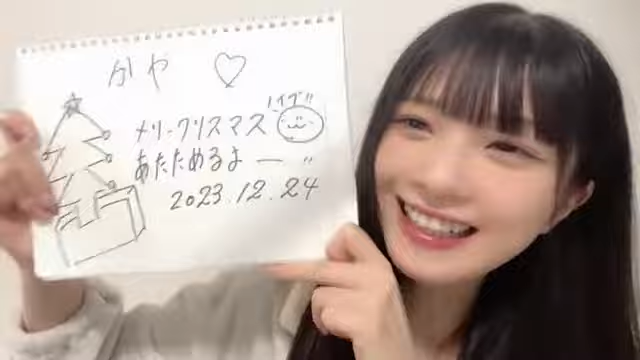 かや ♡
イブ!!
メリークリスマス
あたためるよー"
2023.12.24